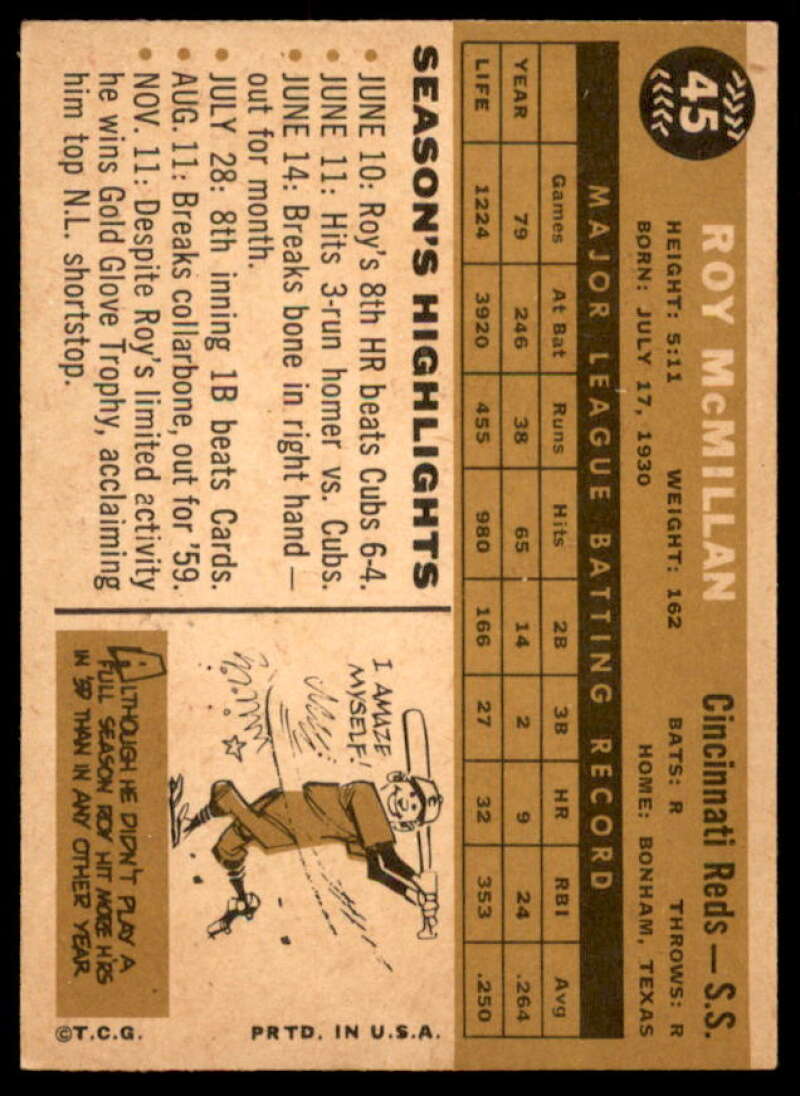 45
ROY McMILLAN
Cincinnati Reds — S.S.
HEIGHT: 5:11 WEIGHT: 162 BATS: R THROWS: R
BORN: JULY 17, 1930 HOME: BONHAM, TEXAS
MAJOR LEAGUE BATTING RECORD
Games At Bat Runs Hits 2B 3B HR RBI Avg
YEAR 79 246 38 65 14 2 9 24 .264
LIFE 1224 3920 455 980 166 27 32 353 .250
SEASON'S HIGHLIGHTS
• JUNE 10: Roy's 8th HR beats Cubs 6-4.
• JUNE 11: Hits 3-run homer vs. Cubs.
• JUNE 14: Breaks bone in right hand —
out for month.
• JULY 28: 8th inning 1B beats Cards.
• AUG. 11: Breaks collarbone, out for '59.
• NOV. 11: Despite Roy's limited activity
he wins Gold Glove Trophy, acclaiming
him top N.L. shortstop.
I AMAZE
MYSELF!
C
ALTHOUGH HE DIDN'T PLAY A
FULL SEASON ROY HIT MORE H'RS
IN '59 THAN IN ANY OTHER YEAR
©T.C.G. PRTD. IN U.S.A.